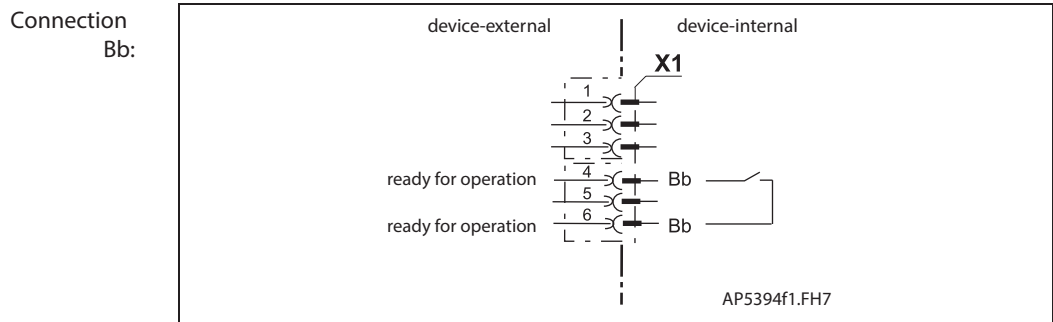 Connection
Bb:
device-external
device-internal
X1
1
2
3
ready for operation
4
Bb
5
ready for operation
6
Bb
AP5394f1.FH7